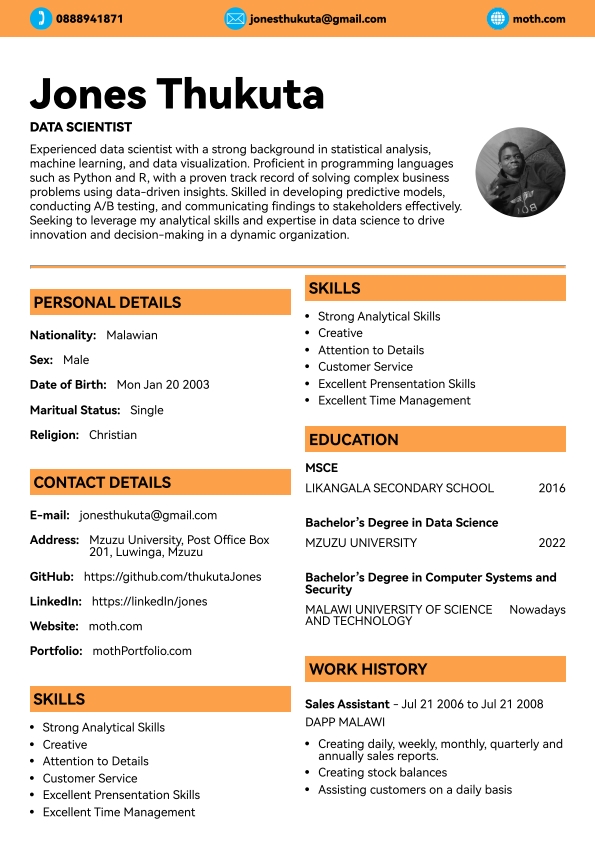 0888941871
jonesthukuta@gmail.com
moth.com
Jones Thukuta
DATA SCIENTIST
Experienced data scientist with a strong background in statistical analysis,
machine learning, and data visualization. Proficient in programming languages
such as Python and R, with a proven track record of solving complex business
problems using data-driven insights. Skilled in developing predictive models,
conducting A/B testing, and communicating findings to stakeholders effectively.
Seeking to leverage my analytical skills and expertise in data science to drive
innovation and decision-making in a dynamic organization.
PERSONAL DETAILS
Nationality: Malawian
Sex: Male
Date of Birth: Mon Jan 20 2003
Maritual Status: Single
Religion: Christian
CONTACT DETAILS
E-mail: jonesthukuta@gmail.com
Address: Mzuzu University, Post Office Box
201, Luwinga, Mzuzu
GitHub: https://github.com/thukutaJones
LinkedIn: https://linkedIn/jones
Website: moth.com
Portfolio: mothPortfolio.com
SKILLS
• Strong Analytical Skills
• Creative
• Attention to Details
• Customer Service
• Excellent Prensentation Skills
• Excellent Time Management
SKILLS
• Strong Analytical Skills
• Creative
• Attention to Details
• Customer Service
• Excellent Prensentation Skills
• Excellent Time Management
EDUCATION
MSCE
LIKANGALA SECONDARY SCHOOL 2016
Bachelor's Degree in Data Science
MZUZU UNIVERSITY 2022
Bachelor's Degree in Computer Systems and
Security
MALAWI UNIVERSITY OF SCIENCE Nowadays
AND TECHNOLOGY
WORK HISTORY
Sales Assistant - Jul 21 2006 to Jul 21 2008
DAPP MALAWI
• Creating daily, weekly, monthly, quarterly and
annually sales reports.
• Creating stock balances
• Assisting customers on a daily basis